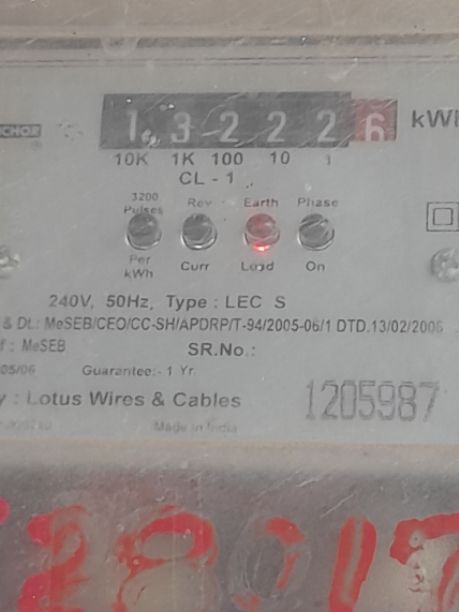 1 3 2 2 2 6 kWh
10K 1K 100 10 1
CL - 1
3200 Pulses Rev Earth Phase
Per kWh Curr Load On
240V, 50Hz, Type : LEC S
& Dt.: MeSEB/CEO/CC-SH/APDRP/T-94/2005-06/1 DTD.13/02/2006
f : MeSEB SR.No.:
05/06 Guarantee:- 1 Yr.
y : Lotus Wires & Cables 1205987
Made in India